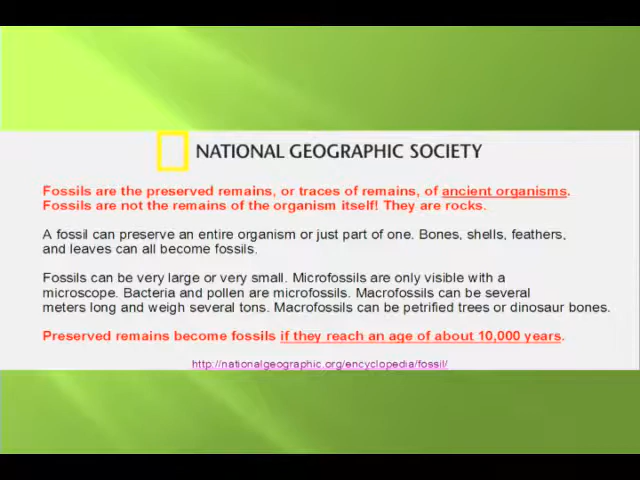 NATIONAL GEOGRAPHIC SOCIETY
Fossils are the preserved remains, or traces of remains, of ancient organisms.
Fossils are not the remains of the organism itself! They are rocks.
A fossil can preserve an entire organism or just part of one. Bones, shells, feathers,
and leaves can all become fossils.
Fossils can be very large or very small. Microfossils are only visible with a
microscope. Bacteria and pollen are microfossils. Macrofossils can be several
meters long and weigh several tons. Macrofossils can be petrified trees or dinosaur bones.
Preserved remains become fossils if they reach an age of about 10,000 years.
http://nationalgeographic.org/encyclopedia/fossil/